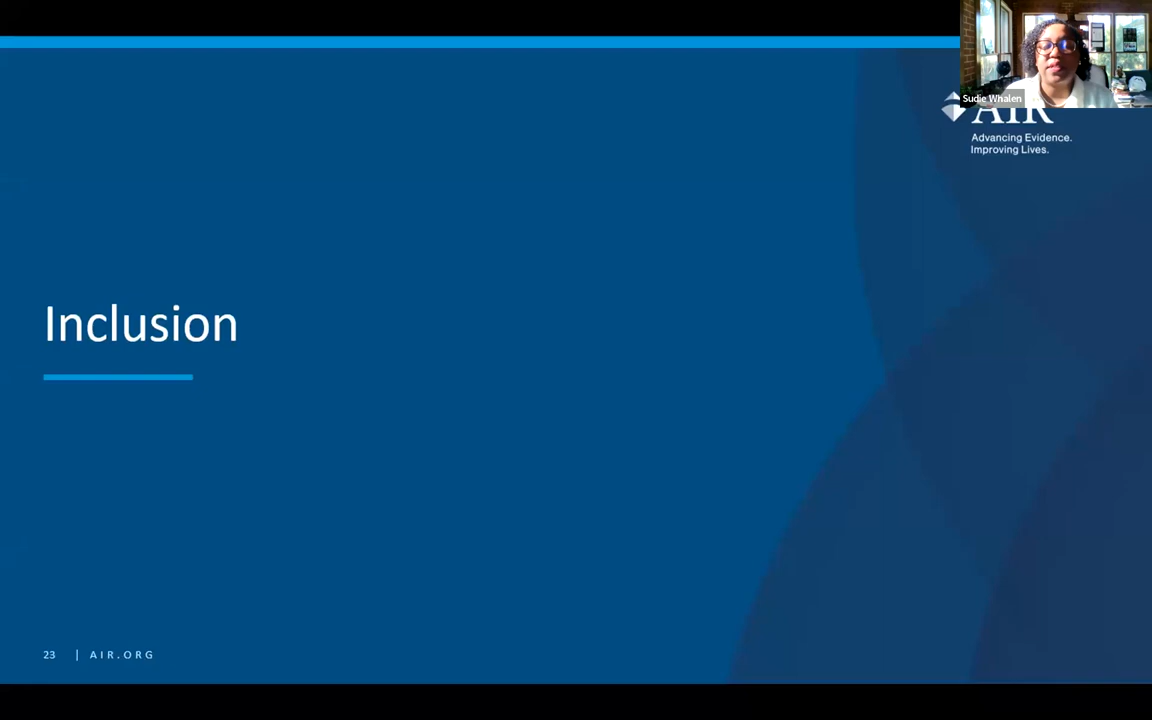 Sudie Whalen
AIR
Advancing Evidence.
Improving Lives.
Inclusion
23 | AIR.ORG